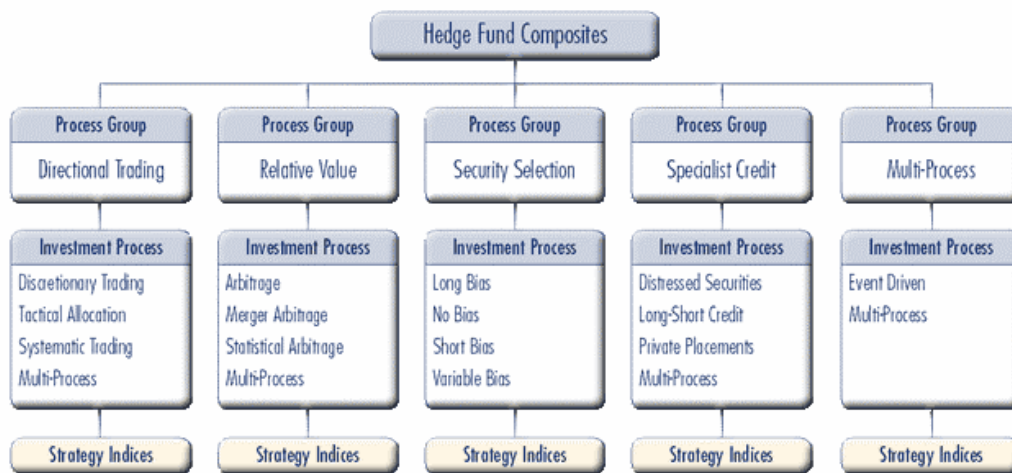 Hedge Fund Composites
Process Group
Directional Trading
Investment Process
Discretionary Trading
Tactical Allocation
Systematic Trading
Multi-Process
Strategy Indices
Process Group
Relative Value
Investment Process
Arbitrage
Merger Arbitrage
Statistical Arbitrage
Multi-Process
Strategy Indices
Process Group
Security Selection
Investment Process
Long Bias
No Bias
Short Bias
Variable Bias
Strategy Indices
Process Group
Specialist Credit
Investment Process
Distressed Securities
Long-Short Credit
Private Placements
Multi-Process
Strategy Indices
Process Group
Multi-Process
Investment Process
Event Driven
Multi-Process
Strategy Indices